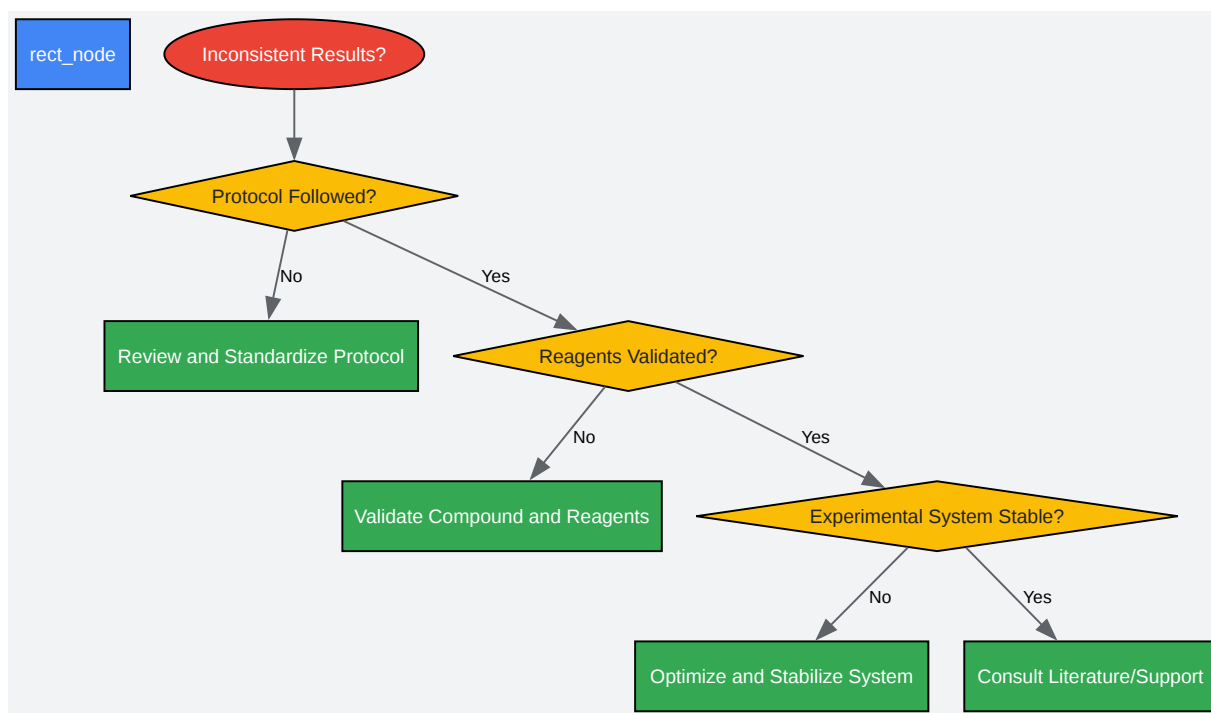 rect_node
Inconsistent Results?
Protocol Followed?
No
Yes
Review and Standardize Protocol
Reagents Validated?
No
Yes
Validate Compound and Reagents
Experimental System Stable?
No
Yes
Optimize and Stabilize System
Consult Literature/Support